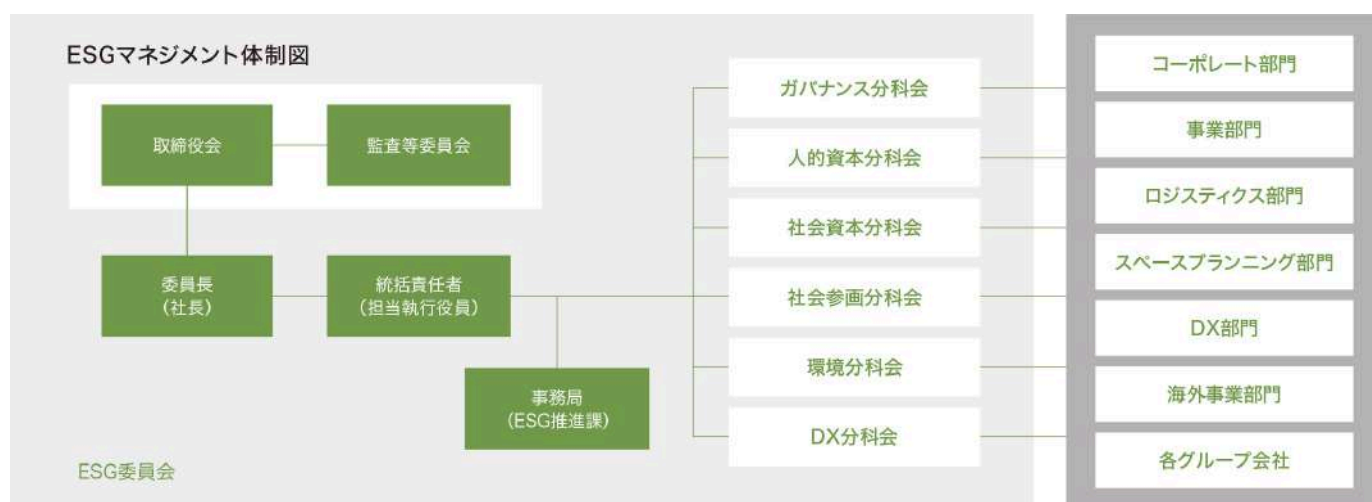 ESGマネジメント体制図
取締役会
監査等委員会
委員長
(社長)
統括責任者
(担当執行役員)
事務局
(ESG推進課)
ESG委員会
ガバナンス分科会
人的資本分科会
社会資本分科会
社会参画分科会
環境分科会
DX分科会
コーポレート部門
事業部門
ロジスティクス部門
スペースプランニング部門
DX部門
海外事業部門
各グループ会社